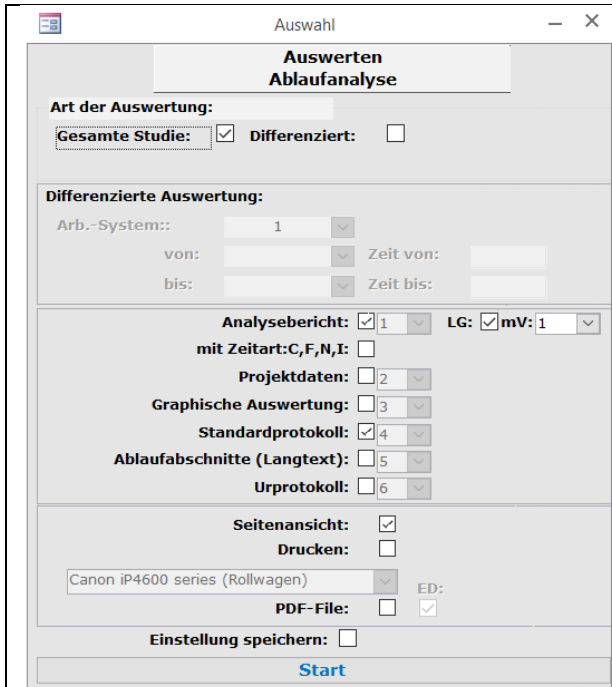 Auswahl
Auswerten
Ablaufanalyse
Art der Auswertung:
Gesamte Studie: Differenziert:
Differenzierte Auswertung:
Arb.-System:: 1
von: Zeit von:
bis: Zeit bis:
Analysebericht: 1 LG: mV: 1
mit Zeitart:C,F,N,I:
Projektdaten: 2
Graphische Auswertung: 3
Standardprotokoll: 4
Ablaufabschnitte (Langtext): 5
Urprotokoll: 6
Seitenansicht:
Drucken:
Canon iP4600 series (Rollwagen) ED:
PDF-File:
Einstellung speichern:
Start